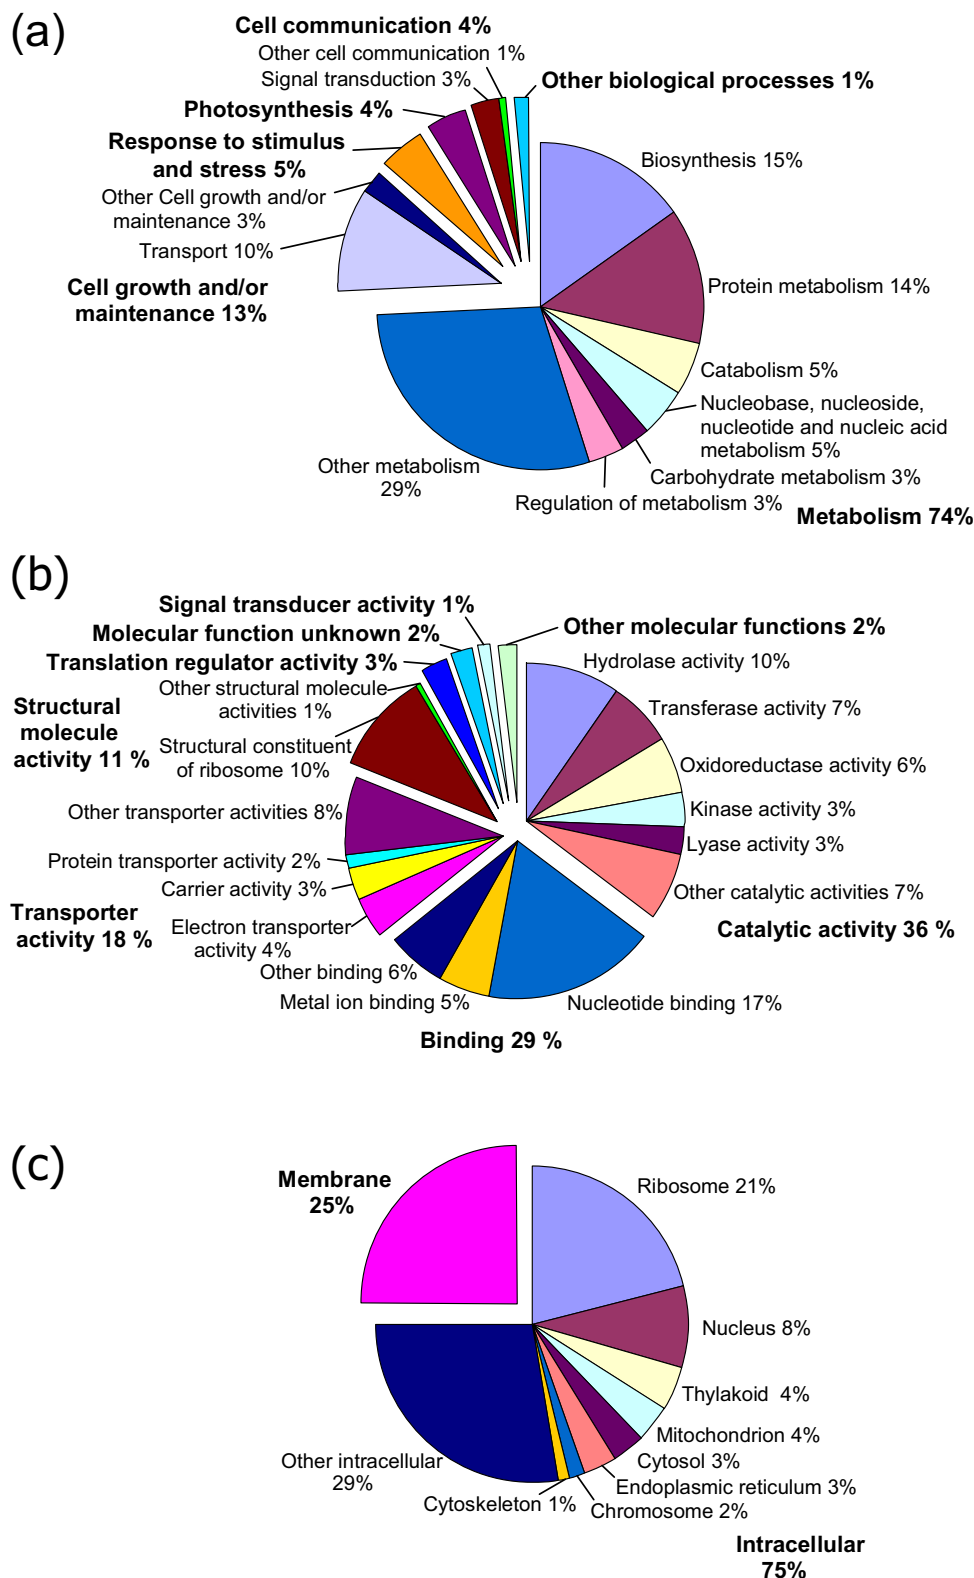 (a)
Cell communication 4%
Other cell communication 1%
Signal transduction 3%
Other biological processes 1%
Photosynthesis 4%
Response to stimulus
and stress 5%
Other Cell growth and/or
maintenance 3%
Transport 10%
Cell growth and/or
maintenance 13%
Biosynthesis 15%
Protein metabolism 14%
Catabolism 5%
Nucleobase, nucleoside,
nucleotide and nucleic acid
metabolism 5%
Carbohydrate metabolism 3%
Regulation of metabolism 3%
Other metabolism
29%
Metabolism 74%
(b)
Signal transducer activity 1%
Molecular function unknown 2%
Translation regulator activity 3%
Other structural molecule
activities 1%
Structural
molecule
activity 11 %
Structural constituent
of ribosome 10%
Other transporter activities 8%
Protein transporter activity 2%
Carrier activity 3%
Transporter
activity 18 %
Electron transporter
activity 4%
Other binding 6%
Metal ion binding 5%
Nucleotide binding 17%
Binding 29 %
Other molecular functions 2%
Hydrolase activity 10%
Transferase activity 7%
Oxidoreductase activity 6%
Kinase activity 3%
Lyase activity 3%
Other catalytic activities 7%
Catalytic activity 36 %
(c)
Membrane
25%
Ribosome 21%
Nucleus 8%
Thylakoid 4%
Mitochondrion 4%
Cytosol 3%
Endoplasmic reticulum 3%
Chromosome 2%
Cytoskeleton 1%
Other intracellular
29%
Intracellular
75%